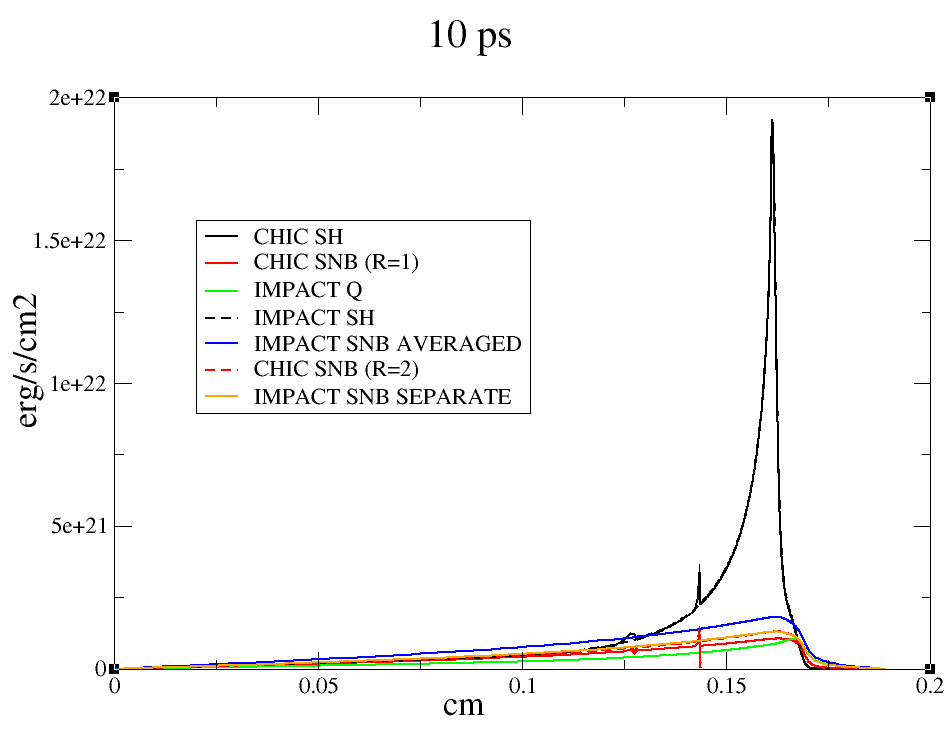 10 ps
2e+22
1.5e+22
1e+22
5e+21
0
erg/s/cm2
CHIC SH
CHIC SNB (R=1)
IMPACT Q
IMPACT SH
IMPACT SNB AVERAGED
CHIC SNB (R=2)
IMPACT SNB SEPARATE
0
0.05
0.1
0.15
0.2
cm